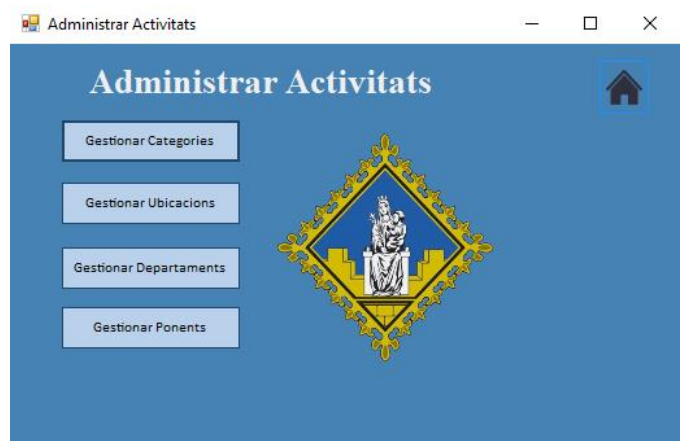 Administrar Activitats
Administrar Activitats
Gestionar Categories
Gestionar Ubicacions
Gestionar Departaments
Gestionar Ponents